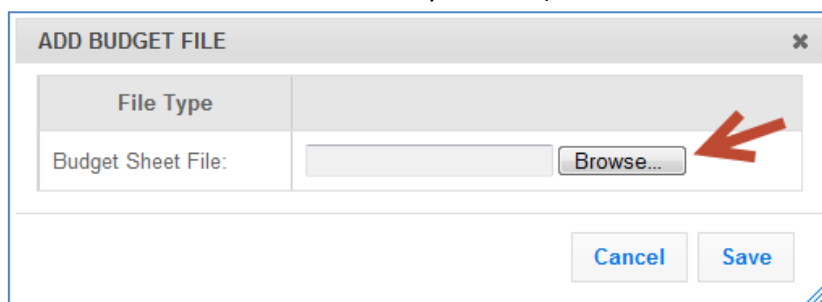 ADD BUDGET FILE
File Type
Budget Sheet File: Browse...
Cancel Save